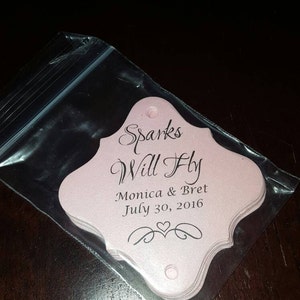 Sparks
Will Fly
Monica & Bret
July 30, 2016